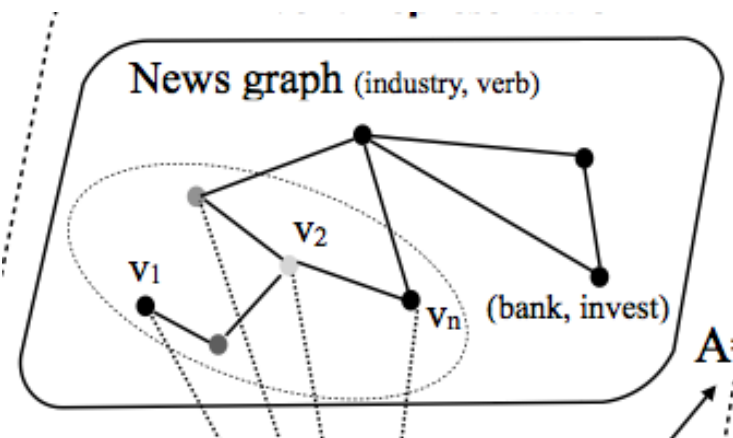 News graph (industry, verb)
v2
v1
vn
(bank, invest)
A